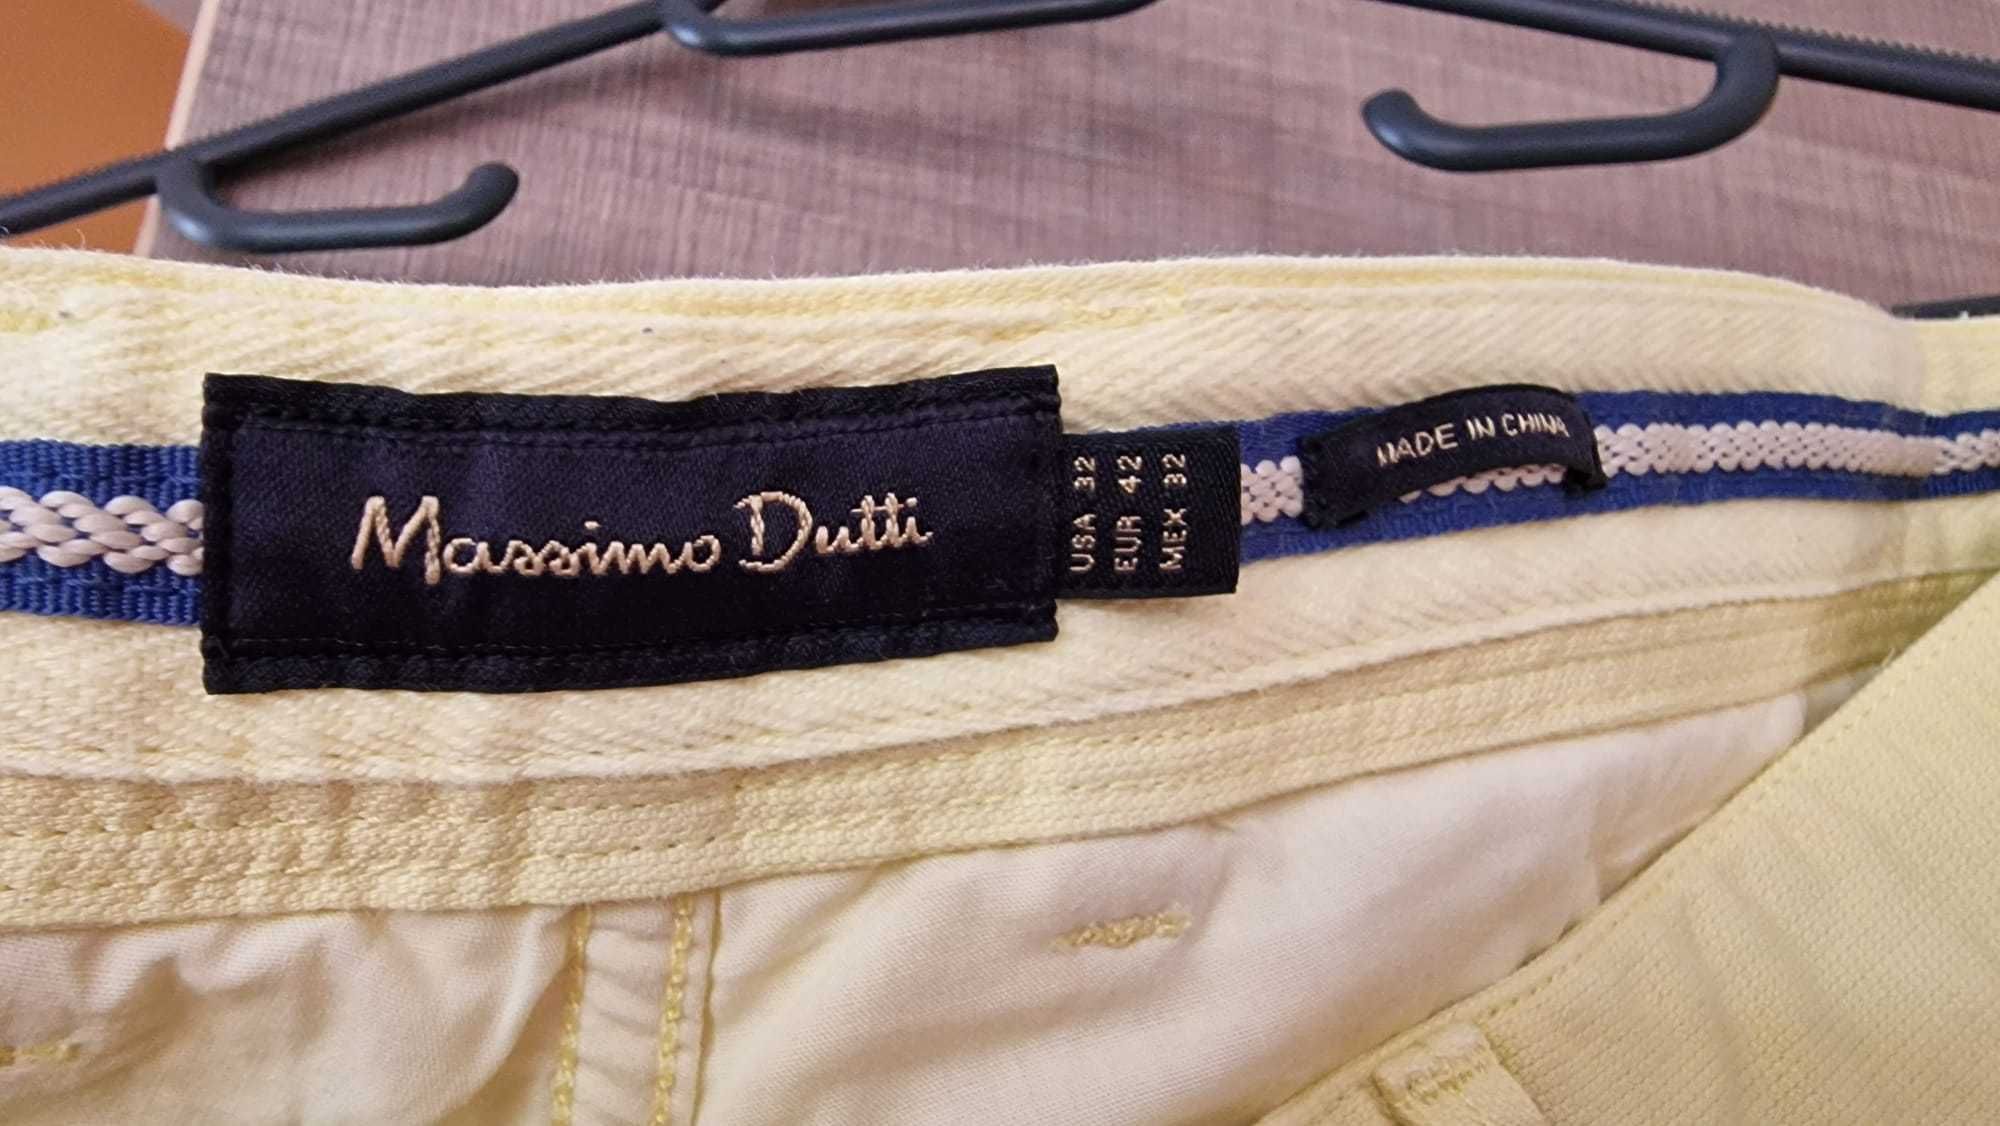 Massimo Dutti
USA 32
EUR 42
MEX 32
MADE IN CHINA